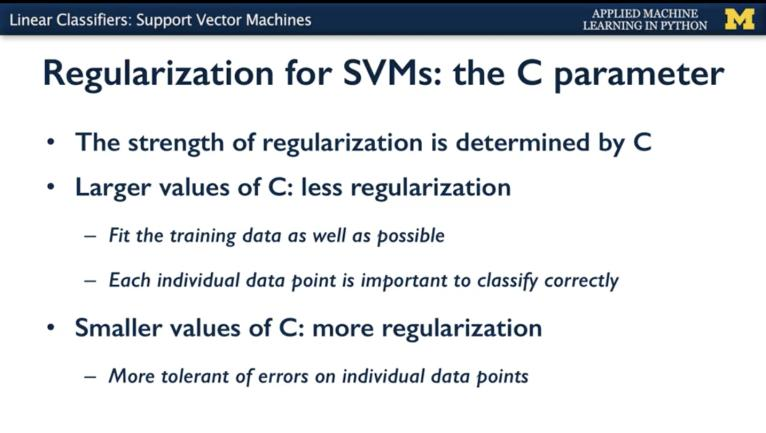 Linear Classifiers: Support Vector Machines
APPLIED MACHINE
LEARNING IN PYTHON
M
Regularization for SVMs: the C parameter
• The strength of regularization is determined by C
• Larger values of C: less regularization
– Fit the training data as well as possible
– Each individual data point is important to classify correctly
• Smaller values of C: more regularization
– More tolerant of errors on individual data points